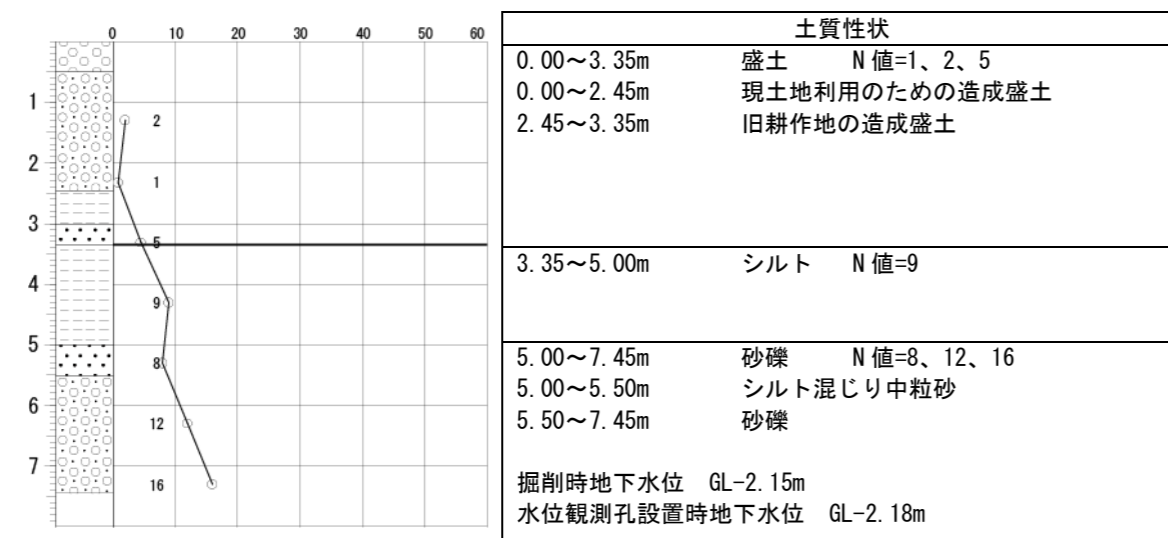 0 10 20 30 40 50 60
1
2
3
4
5
6
7
2
1
5
9
8
12
16
土質性状
0.00～3.35m 盛土 N値=1、2、5
0.00～2.45m 現土地利用のための造成盛土
2.45～3.35m 旧耕作地の造成盛土
3.35～5.00m シルト N値=9
5.00～7.45m 砂礫 N値=8、12、16
5.00～5.50m シルト混じり中粒砂
5.50～7.45m 砂礫
掘削時地下水位 GL-2.15m
水位観測孔設置時地下水位 GL-2.18m